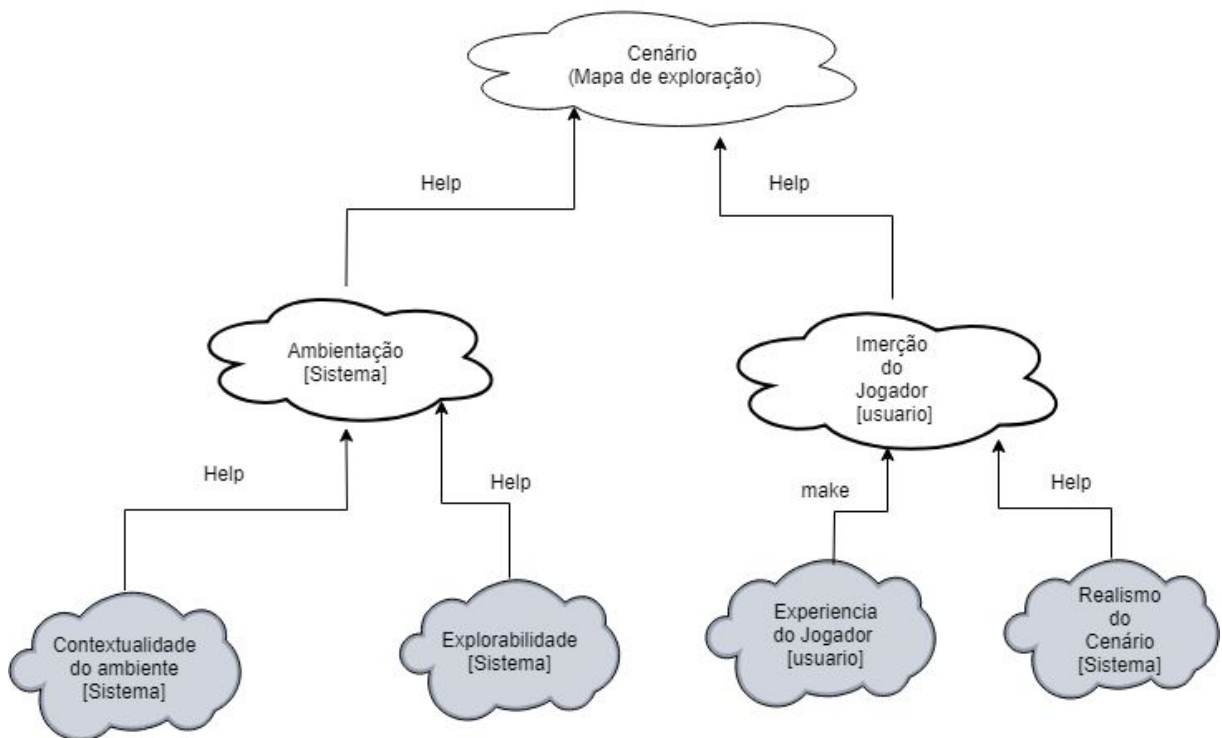 Cenário
(Mapa de exploração)
Help
Help
Ambientação
[Sistema]
Imerção
do
Jogador
[usuario]
Help
Help
make
Help
Contextualidade
do ambiente
[Sistema]
Explorabilidade
[Sistema]
Experiencia
do Jogador
[usuario]
Realismo
do
Cenário
[Sistema]